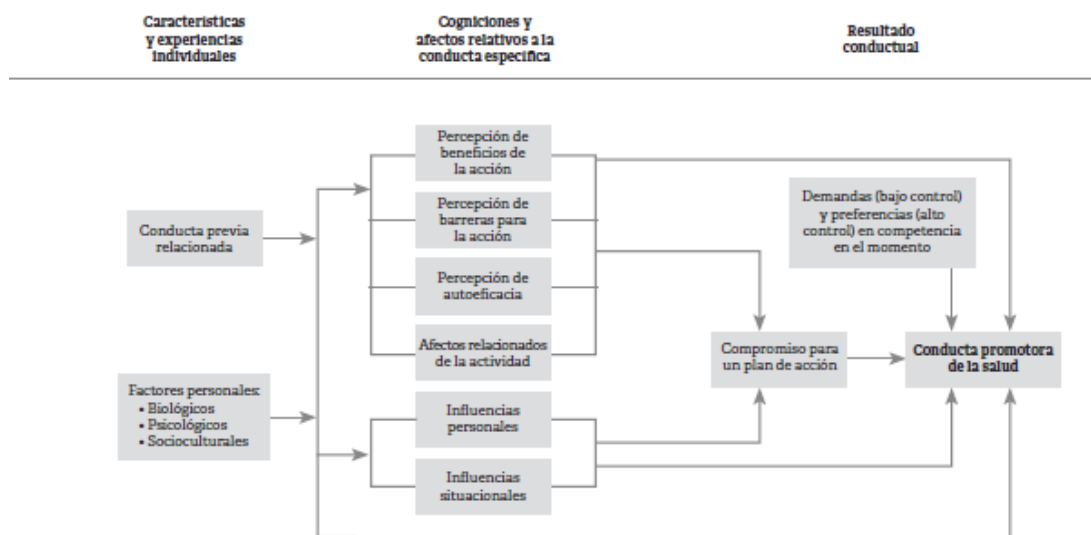 Características
y experiencias
individuales
Cogniciones y
afectos relativos a la
conducta específica
Resultado
conductual
Percepción de
beneficios de
la acción
Demandas (bajo control)
y preferencias (alto
control) en competencia
en el momento
Percepción de
barreras para
la acción
Conducta previa
relacionada
Percepción de
autoeficacia
Afectos relacionados
de la actividad
Compromiso para
un plan de acción
Conducta promotora
de la salud
Factores personales:
• Biológicos
• Psicológicos
• Socioculturales
Influencias
personales
Influencias
situacionales